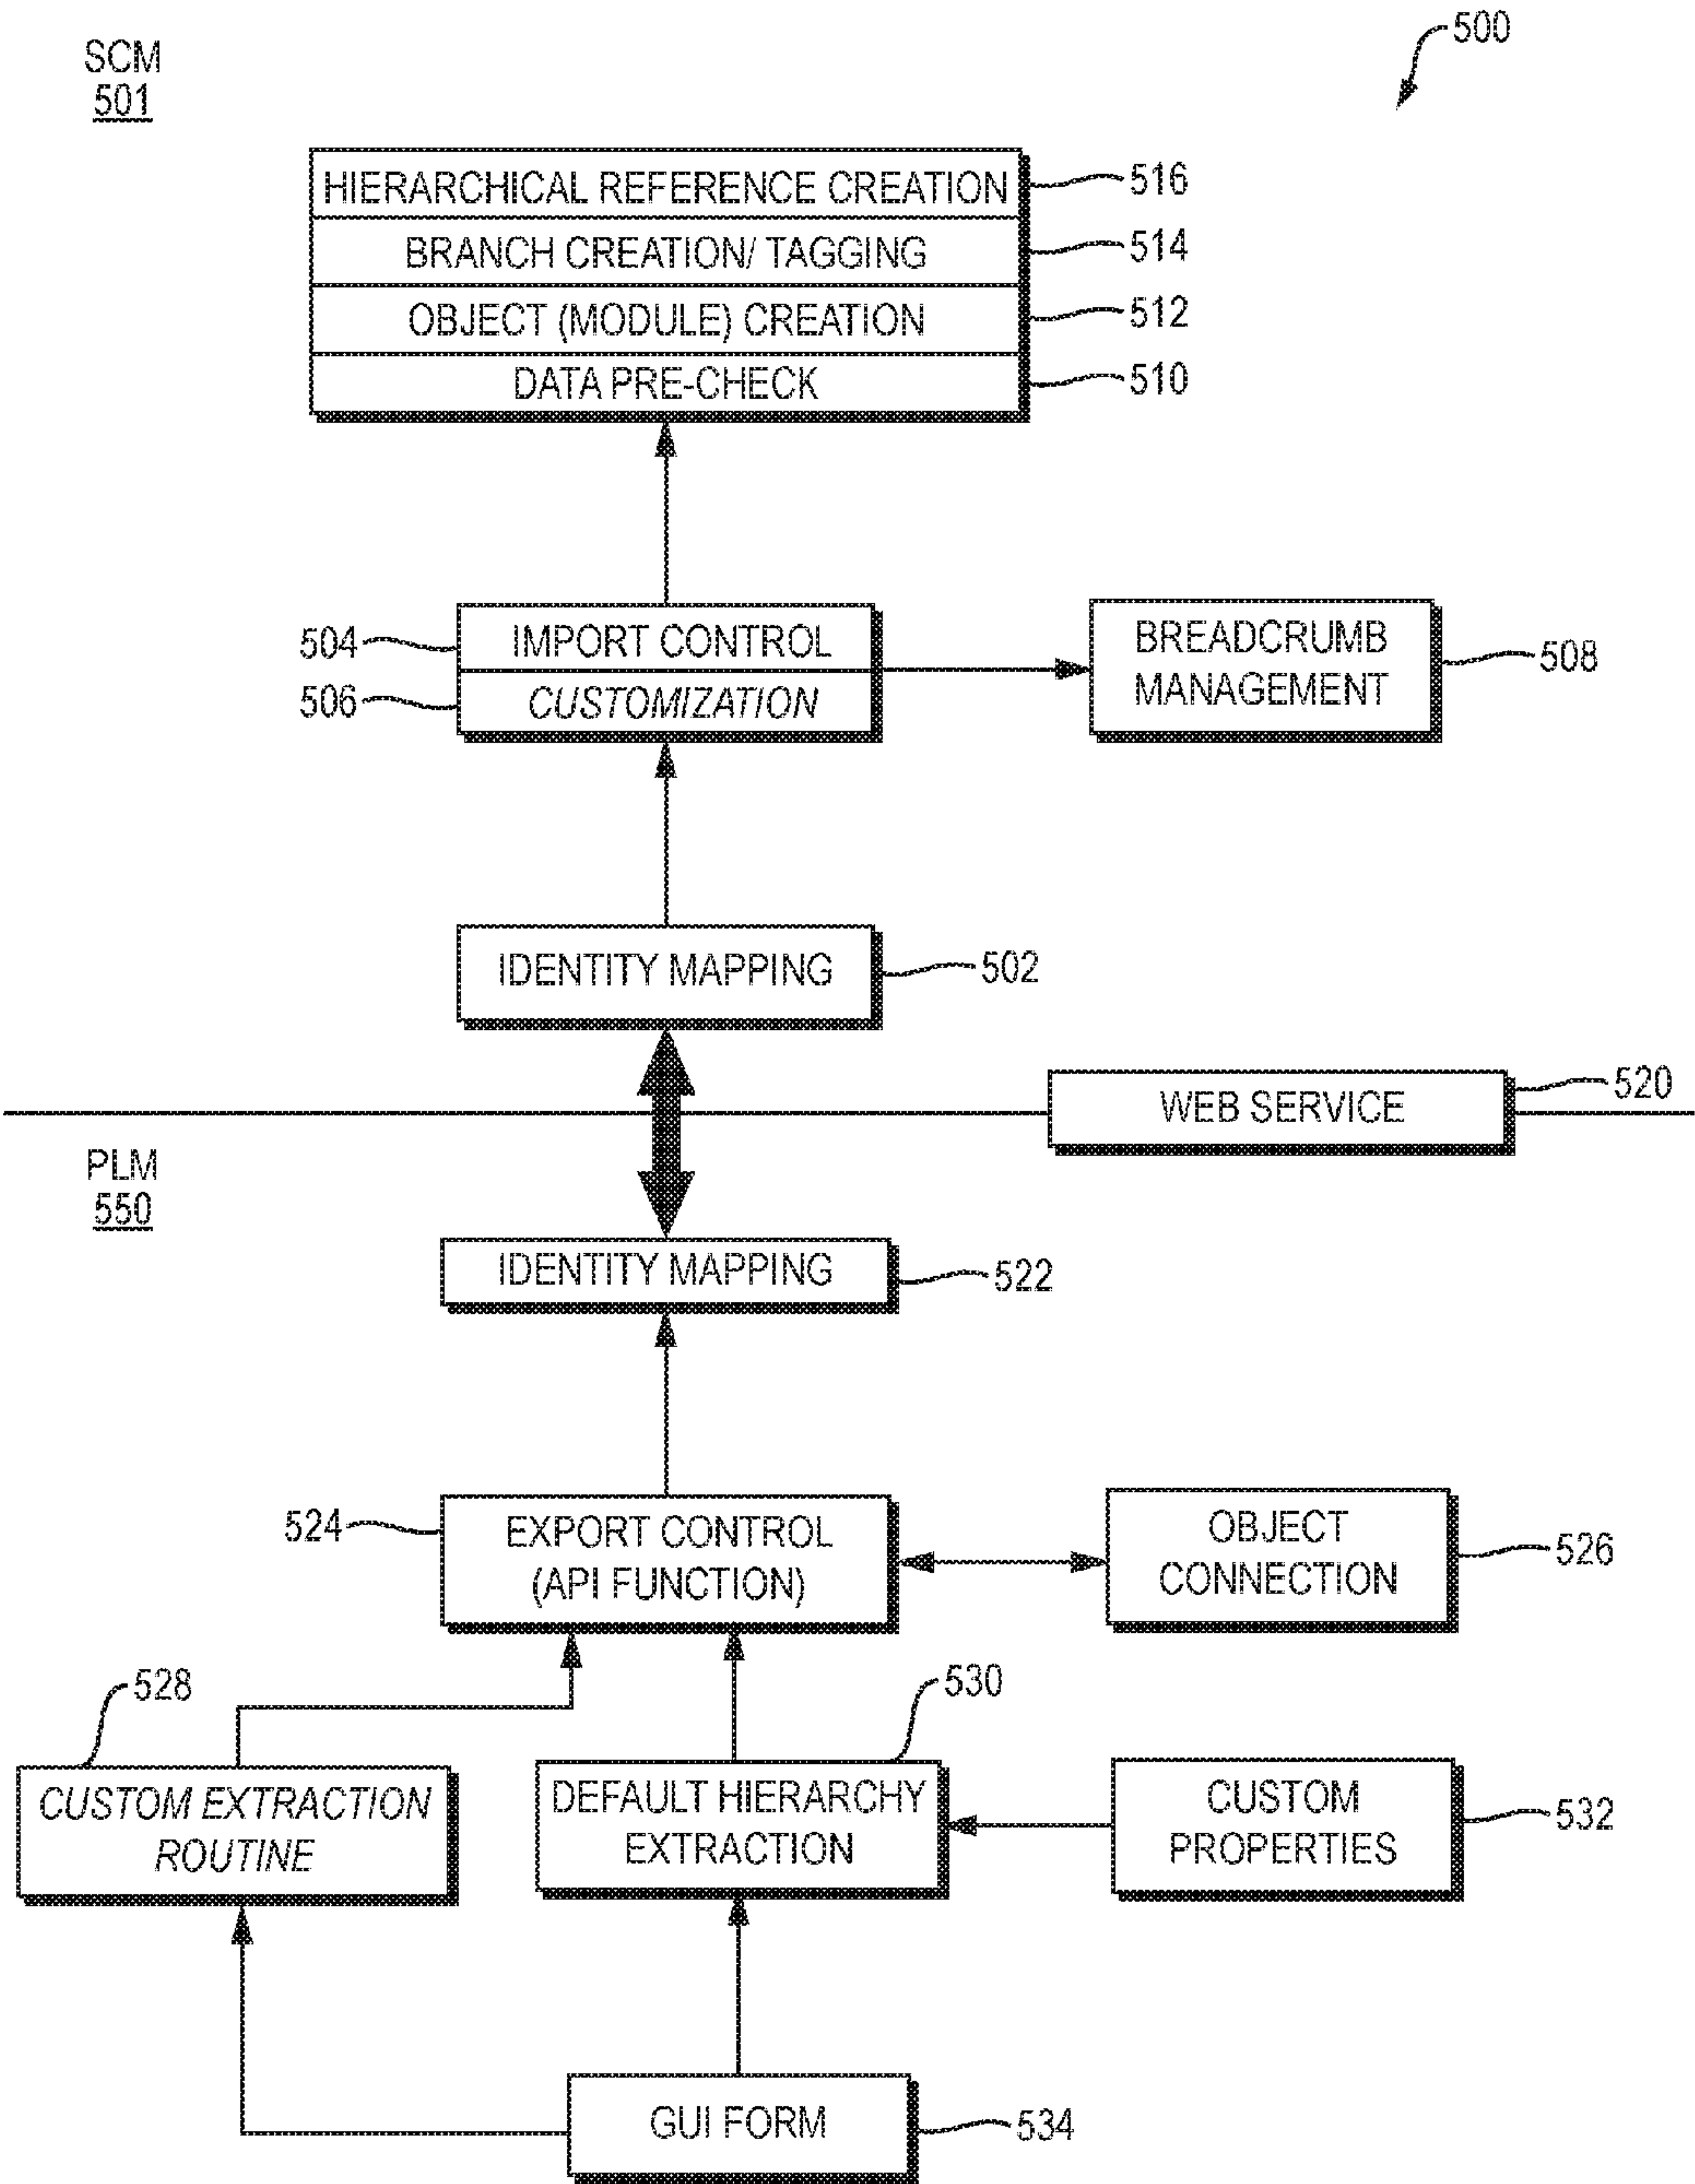 500
SCM
501
HIERARCHICAL REFERENCE CREATION
516
BRANCH CREATION/ TAGGING
514
OBJECT (MODULE) CREATION
512
DATA PRE-CHECK
510
504
IMPORT CONTROL
506
CUSTOMIZATION
BREADCRUMB
MANAGEMENT
508
IDENTITY MAPPING
502
WEB SERVICE
520
PLM
550
IDENTITY MAPPING
522
524
EXPORT CONTROL
(API FUNCTION)
OBJECT
CONNECTION
526
528
CUSTOM EXTRACTION
ROUTINE
530
DEFAULT HIERARCHY
EXTRACTION
CUSTOM
PROPERTIES
532
GUI FORM
534